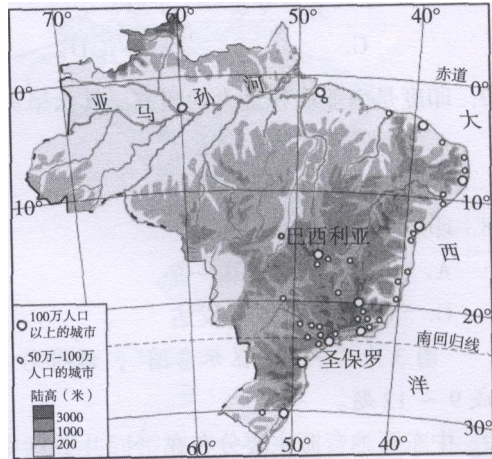 70° 60° 50° 40°
赤道
0° 0°
亚马孙河
大
10° 10°
巴西利亚
西
20°
南回归线
圣保罗
洋
30°
60° 50° 40°
100万人口
以上的城市
50万-100万
人口的城市
陆高（米）
3000
1000
200